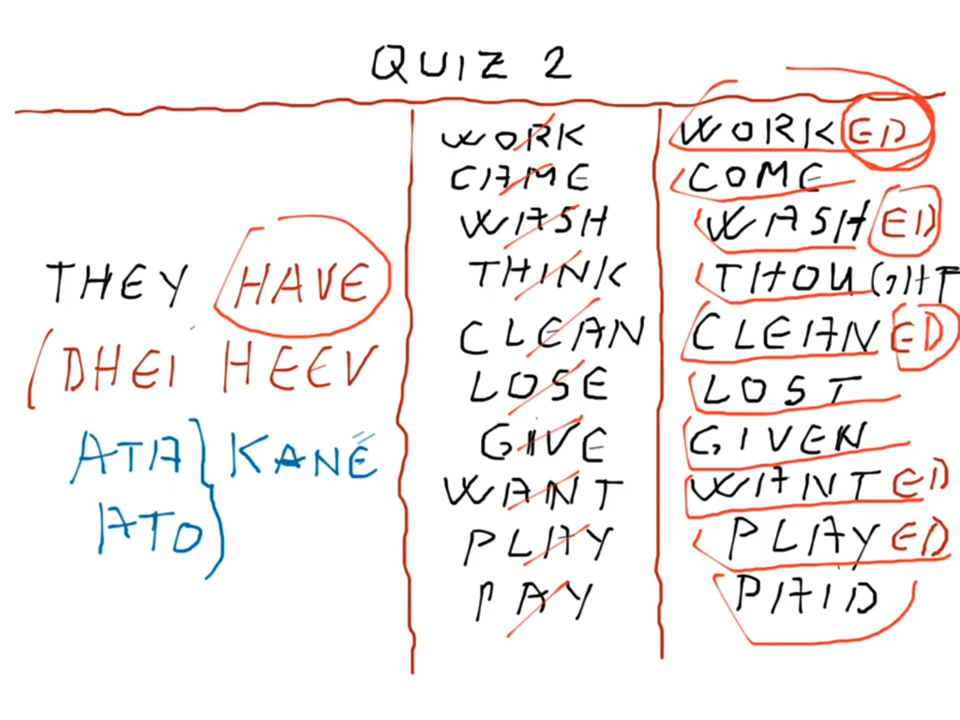 QUIZ 2
THEY HAVE
(DHEI HEEV
ATA } KANË
ATO
WORK
CAME
WASH
THINK
CLEAN
LOSE
GIVE
WANT
PLAY
PAY
WORKED
COME
WASHED
THOUGHT
CLEANED
LOST
GIVEN
WANTED
PLAYED
PAID